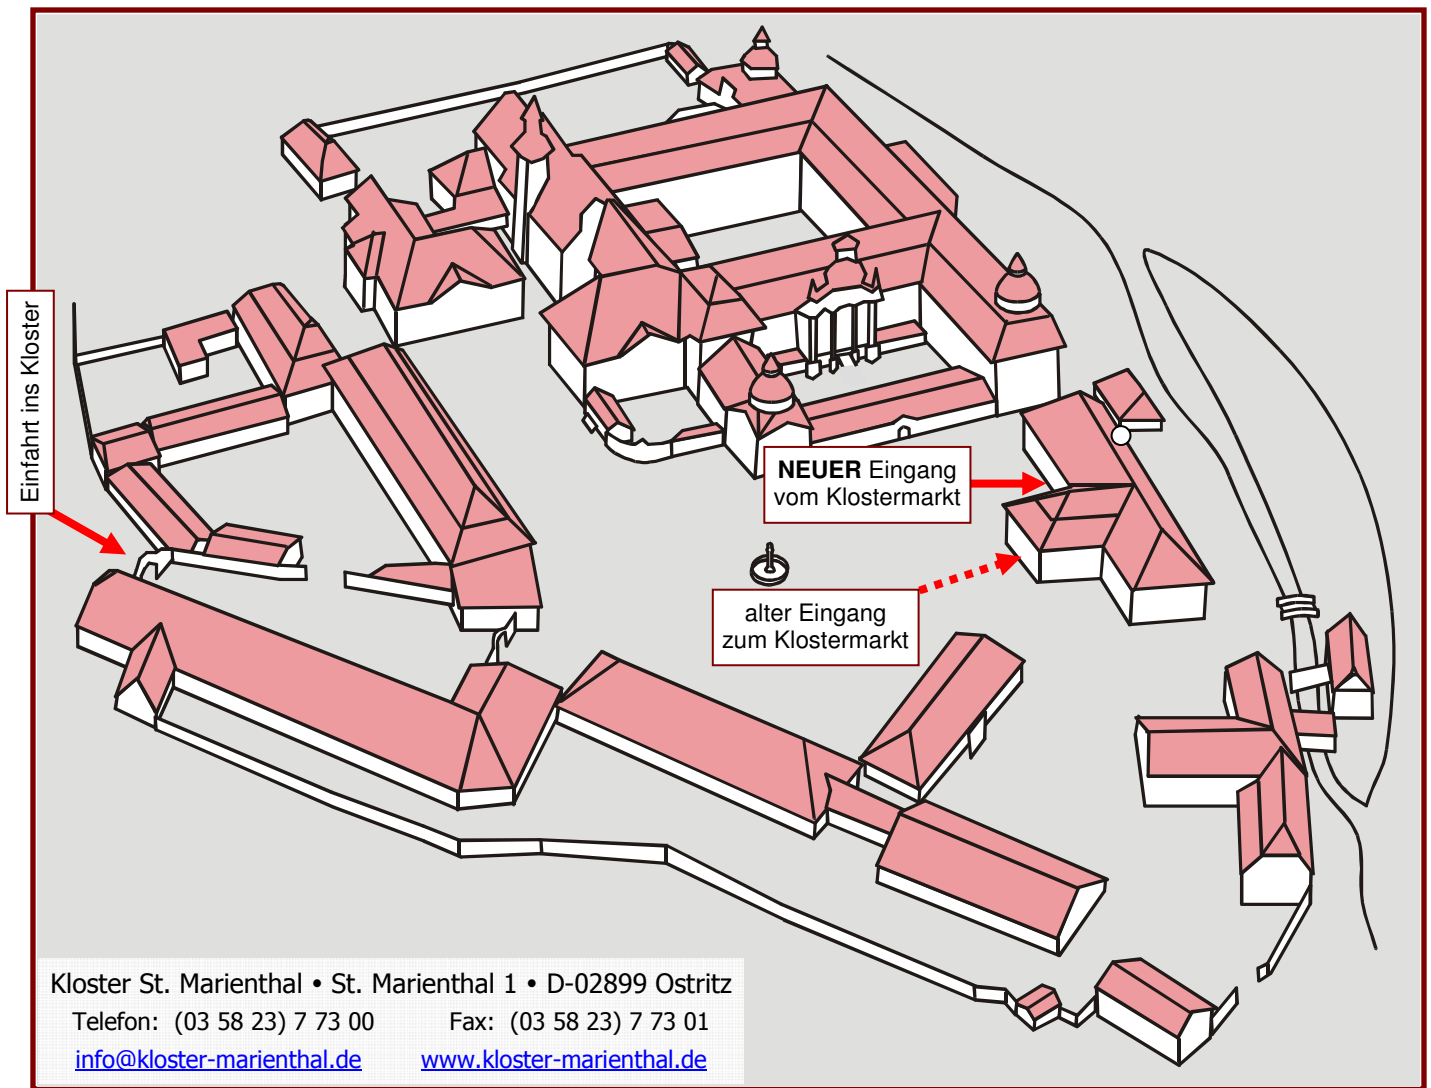 Einfahrt ins Kloster
NEUER Eingang
vom Klostermarkt
alter Eingang
zum Klostermarkt
Kloster St. Marienthal • St. Marienthal 1 • D-02899 Ostritz
Telefon: (03 58 23) 7 73 00 Fax: (03 58 23) 7 73 01
info@kloster-marienthal.de www.kloster-marienthal.de